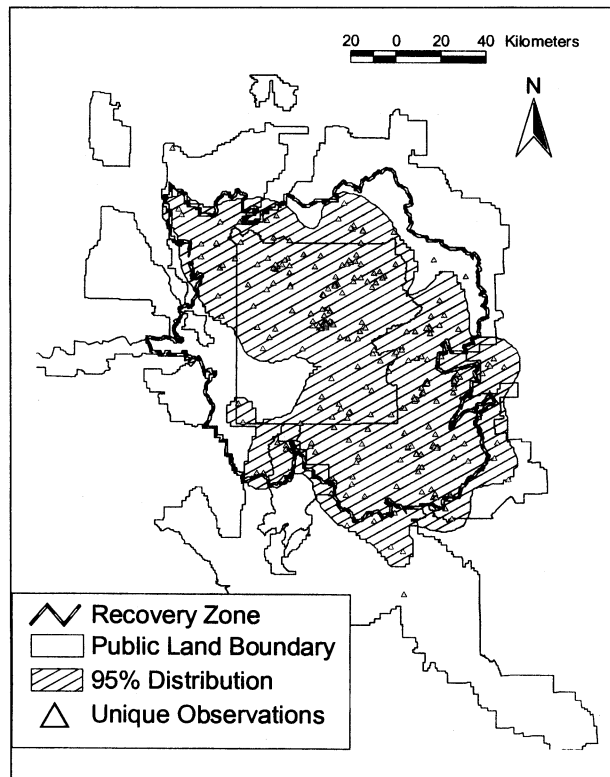 20 0 20 40 Kilometers
N
Recovery Zone
Public Land Boundary
95% Distribution
Unique Observations